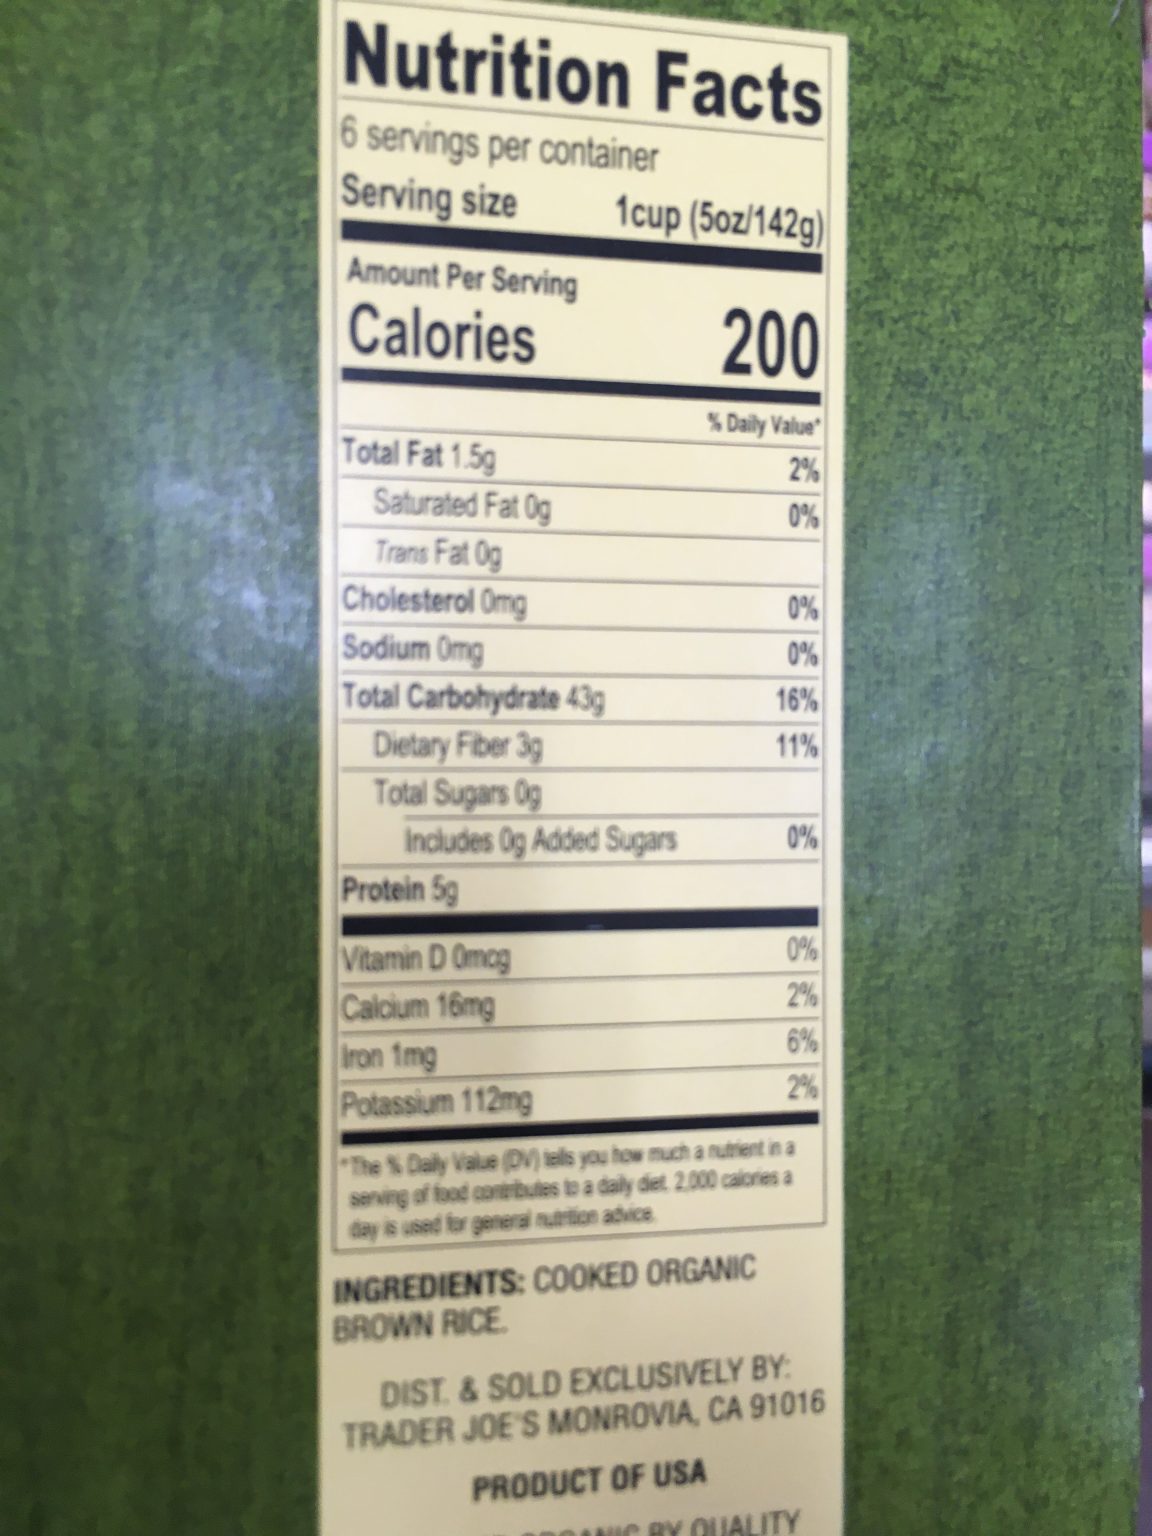 Nutrition Facts
6 servings per container
Serving size 1cup (5oz/142g)
Amount Per Serving
Calories 200
% Daily Value*
Total Fat 1.5g 2%
Saturated Fat 0g 0%
Trans Fat 0g
Cholesterol 0mg 0%
Sodium 0mg 0%
Total Carbohydrate 43g 16%
Dietary Fiber 3g 11%
Total Sugars 0g
Includes 0g Added Sugars 0%
Protein 5g
Vitamin D 0mcg 0%
Calcium 16mg 2%
Iron 1mg 6%
Potassium 112mg 2%
*The % Daily Value (DV) tells you how much a nutrient in a
serving of food contributes to a daily diet. 2,000 calories a
day is used for general nutrition advice.
INGREDIENTS: COOKED ORGANIC
BROWN RICE.
DIST. & SOLD EXCLUSIVELY BY:
TRADER JOE'S MONROVIA, CA 91016
PRODUCT OF USA
ORGANIC BY QUALITY